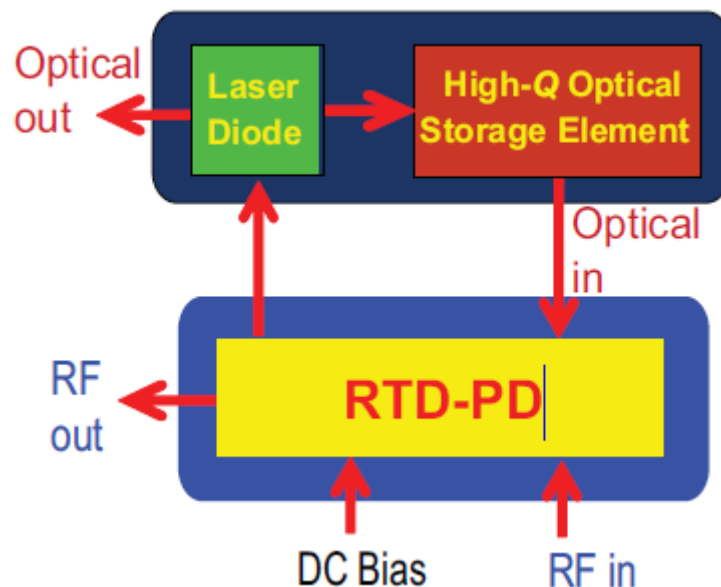 Optical
out
Laser
Diode
High-Q Optical
Storage Element
Optical
in
RF
out
RTD-PD
DC Bias
RF in